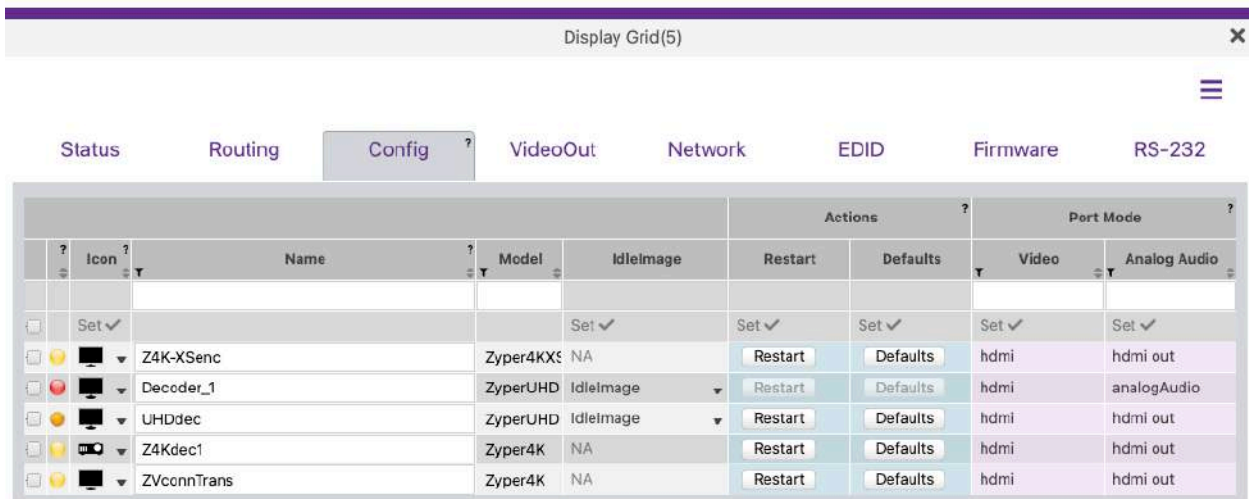 Display Grid(5) ×
Status Routing Config ? VideoOut Network EDID Firmware RS-232
Actions ? Port Mode ?
? Icon ? Name ? Model IdleImage Restart Defaults Video Analog Audio
Set ✓ Set ✓ Set ✓ Set ✓ Set ✓ Set ✓
Z4K-XSenc Zyper4KXS NA Restart Defaults hdmi hdmi out
Decoder_1 ZyperUHD IdleImage Restart Defaults hdmi analogAudio
UHDdec ZyperUHD IdleImage Restart Defaults hdmi hdmi out
Z4Kdec1 Zyper4K NA Restart Defaults hdmi hdmi out
ZVconnTrans Zyper4K NA Restart Defaults hdmi hdmi out